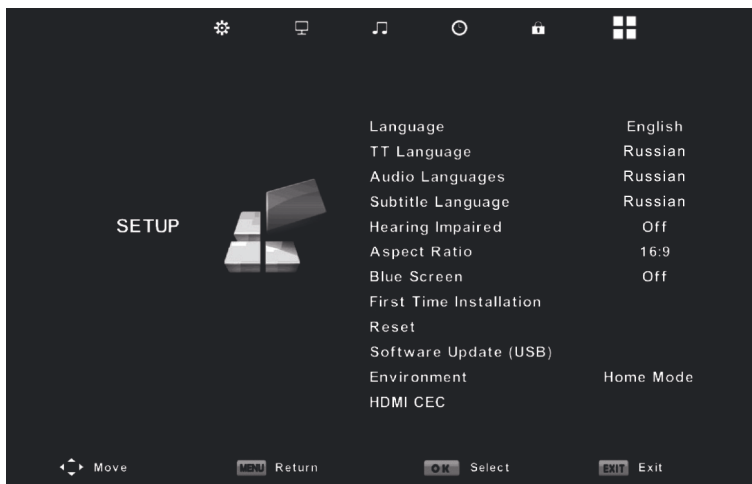 Language English
TT Language Russian
Audio Languages Russian
Subtitle Language Russian
SETUP
Hearing Impaired Off
Aspect Ratio 16:9
Blue Screen Off
First Time Installation
Reset
Software Update (USB)
Environment Home Mode
HDMI CEC
Move MENU Return OK Select EXIT Exit